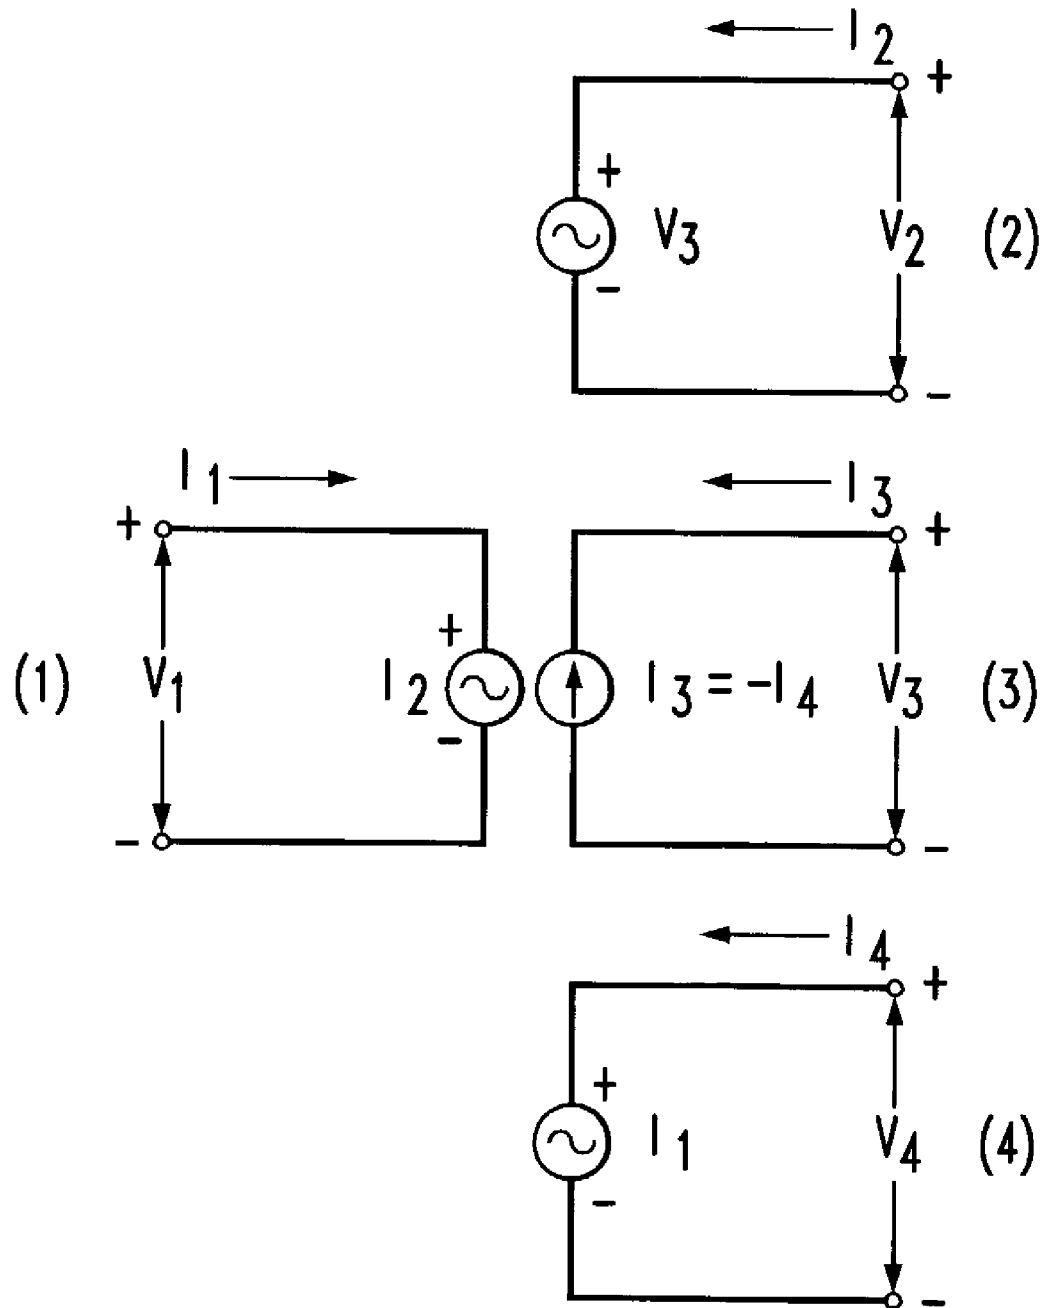 I2
+
+
V3 V2 (2)
-
-
I1 I3
+ +
+
(1) V1 I2 I3 = -I4 V3 (3)
-
- -
I4
+
+
I1 V4 (4)
-
-